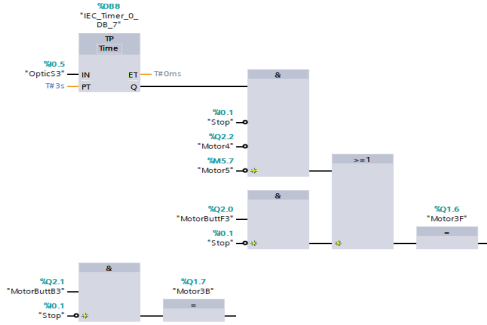 %DB8
"IEC_Timer_0_
DB_7"
TP
Time
%I0.5
"OpticS3" IN ET T#0ms
T#3s PT Q
&
%I0.1
"Stop"
%Q2.2
"Motor4"
%M5.7
"Motor5"
>=1
&
%Q2.0
"MotorButtF3"
%I0.1
"Stop"
%Q1.6
"Motor3F"
=
&
%Q2.1
"MotorButtB3"
%I0.1
"Stop"
%Q1.7
"Motor3B"
=